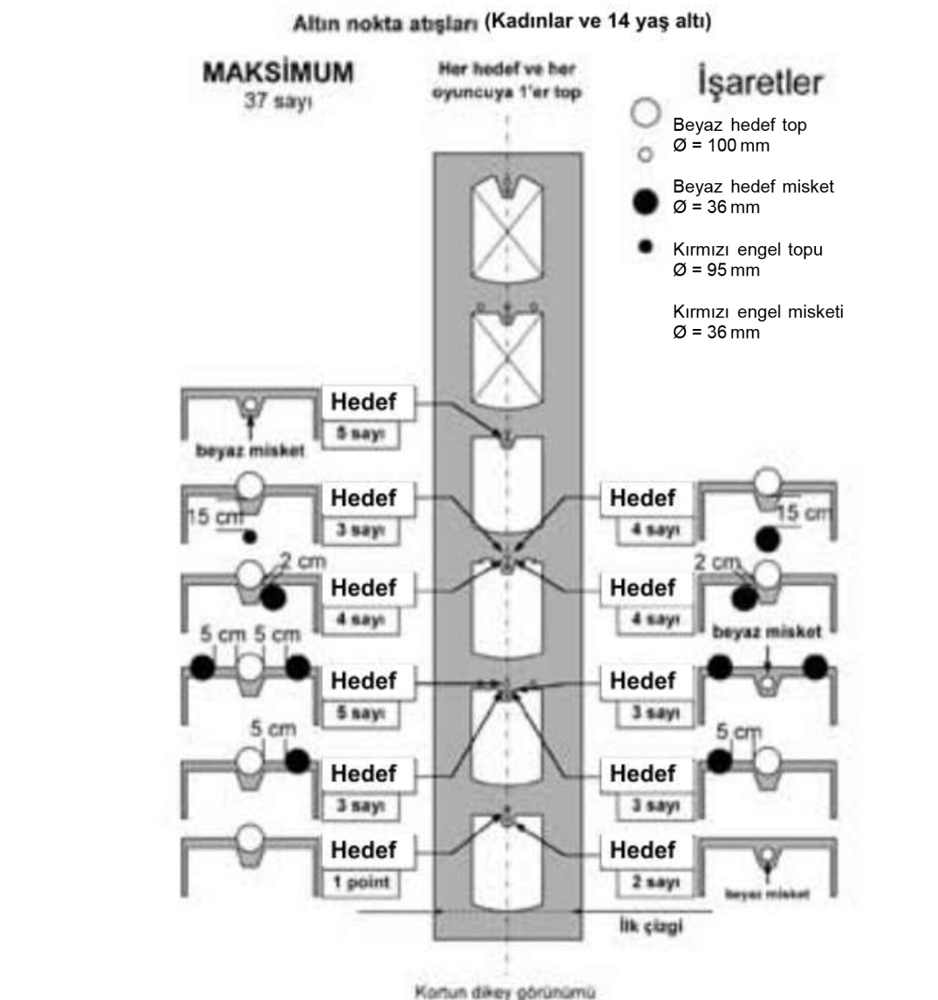 Altın nokta atışları (Kadınlar ve 14 yaş altı)
MAKSİMUM
37 sayı
Her hedef ve her
oyuncuya 1'er top
İşaretler
Beyaz hedef top
Ø = 100 mm
Beyaz hedef misket
Ø = 36 mm
Kırmızı engel topu
Ø = 95 mm
Kırmızı engel misketi
Ø = 36 mm
Hedef
5 sayı
beyaz misket
Hedef
3 sayı
15 cm
Hedef
4 sayı
15 cm
2 cm
Hedef
4 sayı
2 cm
Hedef
4 sayı
5 cm 5 cm
Hedef
5 sayı
beyaz misket
Hedef
3 sayı
5 cm
Hedef
3 sayı
5 cm
Hedef
3 sayı
Hedef
1 point
Hedef
2 sayı
beyaz misket
İlk çizgi
Kortun dikey görünümü